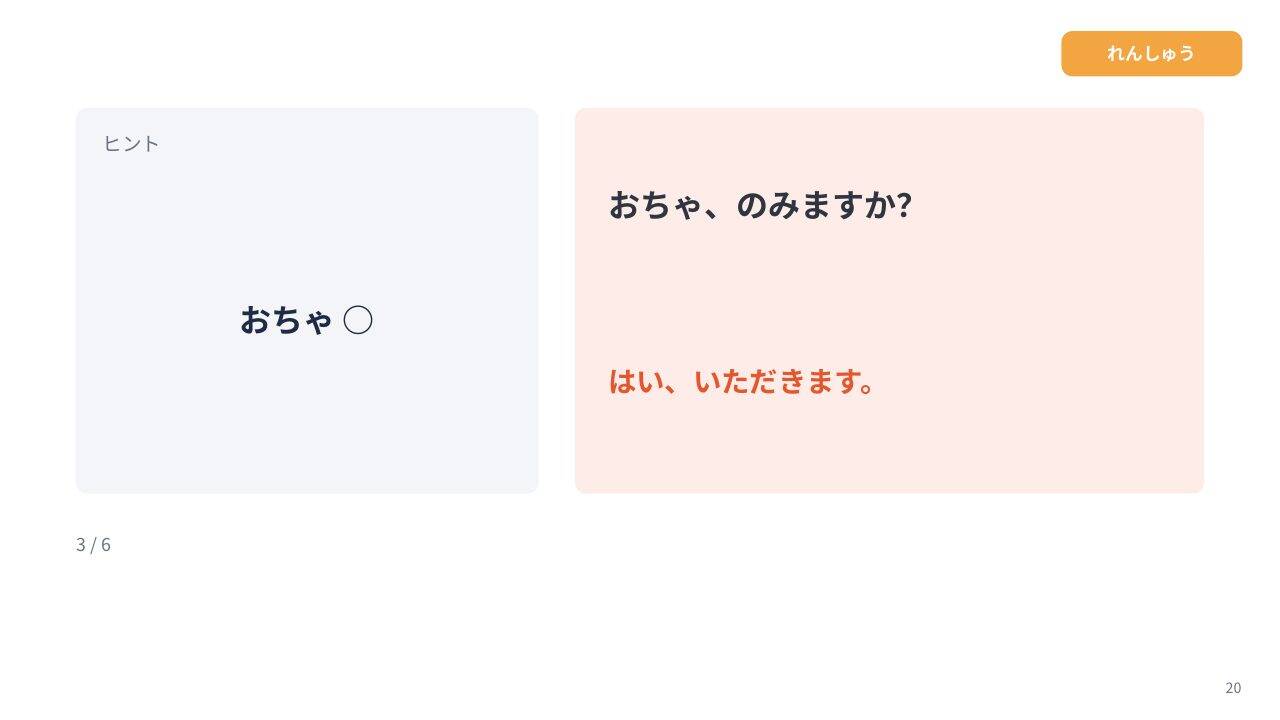 れんしゅう
ヒント
おちゃ ○
おちゃ、のみますか?
はい、いただきます。
3 / 6
20